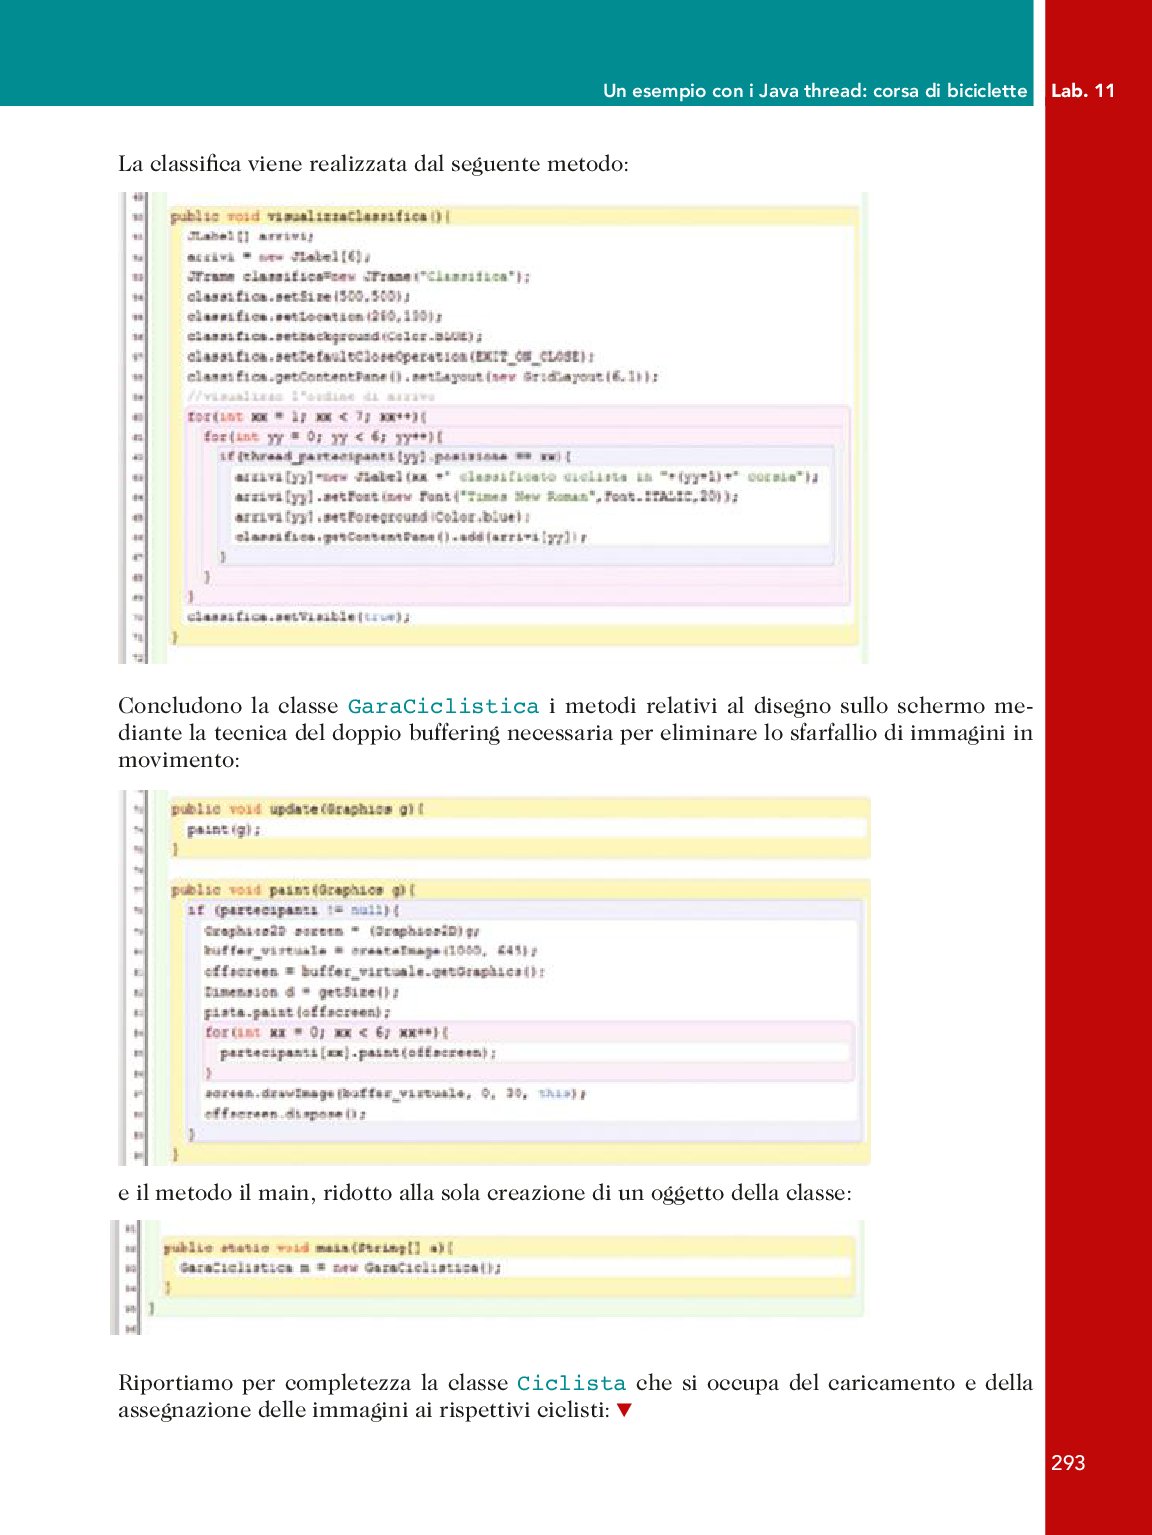 Un esempio con i Java thread: corsa di biciclette Lab. 11
La classifica viene realizzata dal seguente metodo:
public void visualizzaClassifica(){
JLabel[] arrivi;
arrivi = new JLabel[6];
JFrame classifica=new JFrame("Classifica");
classifica.setSize(500,500);
classifica.setBackground(Color.BLUE);
classifica.setDefaultCloseOperation(EXIT_ON_CLOSE);
classifica.getContentPane().setLayout(new GridLayout(6,1));
//visualizzo l'ordine di arrivo
for(int xx = 1; xx < 7; xx++){
for(int yy = 0; yy < 6; yy++){
if(thread_partecipanti[yy].posizione == xx){
arrivi[yy]=new JLabel(xx +" classificato ciclista in "+(yy+1)+" corsia");
arrivi[yy].setFont(new Font("Times New Roman",Font.ITALIC,20));
arrivi[yy].setForeground(Color.blue);
classifica.getContentPane().add(arrivi[yy]);
}
}
}
classifica.setVisible(true);
}
Concludono la classe GaraCiclistica i metodi relativi al disegno sullo schermo me-
diante la tecnica del doppio buffering necessaria per eliminare lo sfarfallio di immagini in
movimento:
public void update(Graphics g){
paint(g);
}
public void paint(Graphics g){
if (partecipanti != null){
Graphics2D screen = (Graphics2D)g;
buffer_virtuale = createImage(1000, 645);
offscreen = buffer_virtuale.getGraphics();
Dimension d = getSize();
pista.paint(offscreen);
for(int xx = 0; xx < 6; xx++){
partecipanti[xx].paint(offscreen);
}
screen.drawImage(buffer_virtuale, 0, 30, this);
offscreen.dispose();
}
}
e il metodo il main, ridotto alla sola creazione di un oggetto della classe:
public static void main(String[] a){
GaraCiclistica m = new GaraCiclistica();
}
}
Riportiamo per completezza la classe Ciclista che si occupa del caricamento e della
assegnazione delle immagini ai rispettivi ciclisti: ▼
293